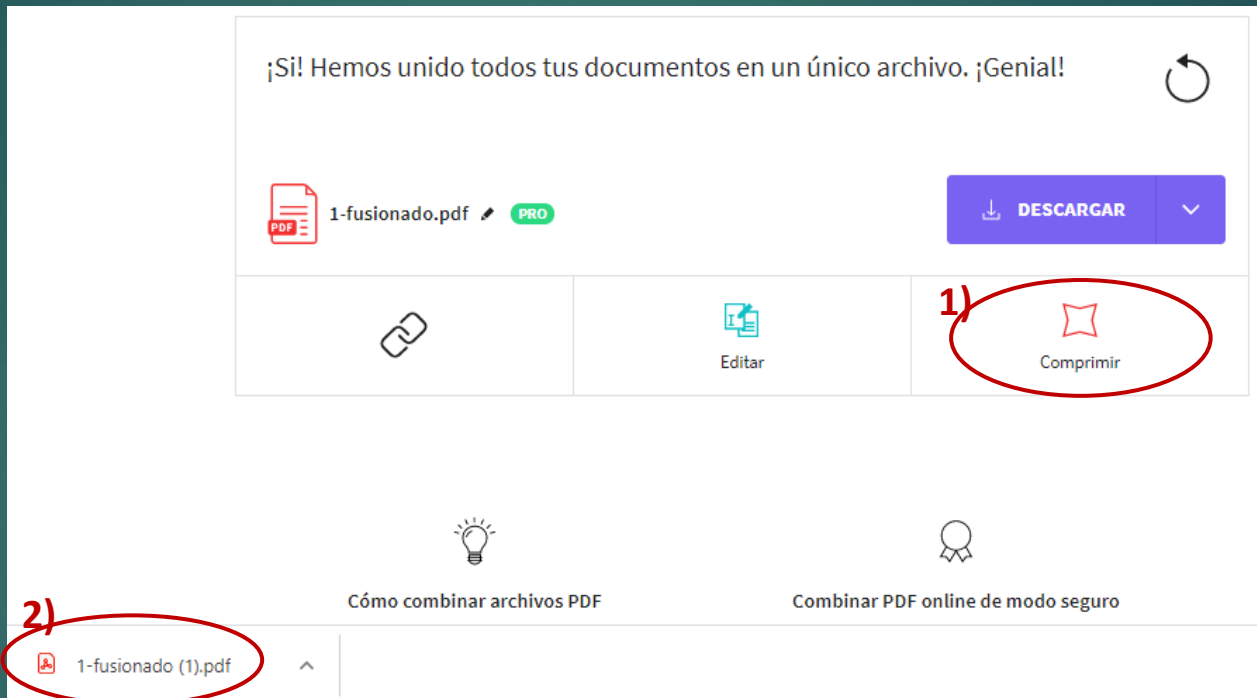 ¡Si! Hemos unido todos tus documentos en un único archivo. ¡Genial!
PDF
1-fusionado.pdf PRO
DESCARGAR
1)
Editar
Comprimir
Cómo combinar archivos PDF
Combinar PDF online de modo seguro
2)
1-fusionado (1).pdf